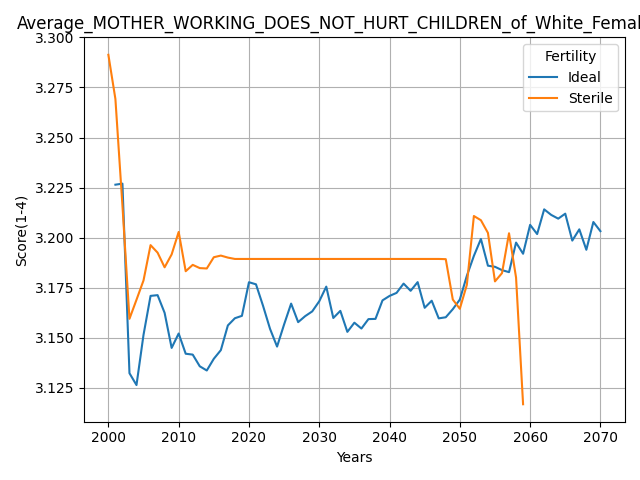 Average_MOTHER_WORKING_DOES_NOT_HURT_CHILDREN_of_White_Femal
3.300
3.275
3.250
3.225
3.200
3.175
3.150
3.125
Score(1-4)
Fertility
Ideal
Sterile
2000 2010 2020 2030 2040 2050 2060 2070
Years